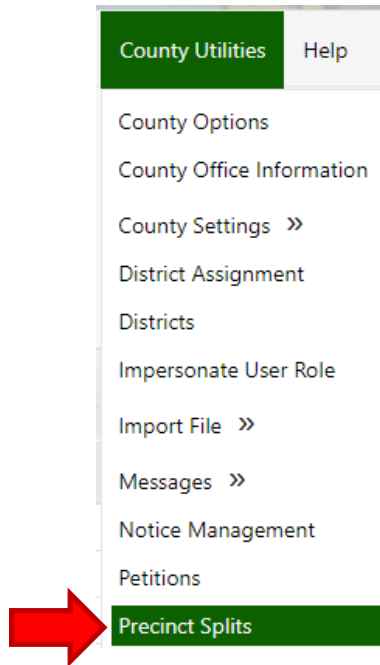 County Utilities Help
County Options
County Office Information
County Settings »
District Assignment
Districts
Impersonate User Role
Import File »
Messages »
Notice Management
Petitions
Precinct Splits